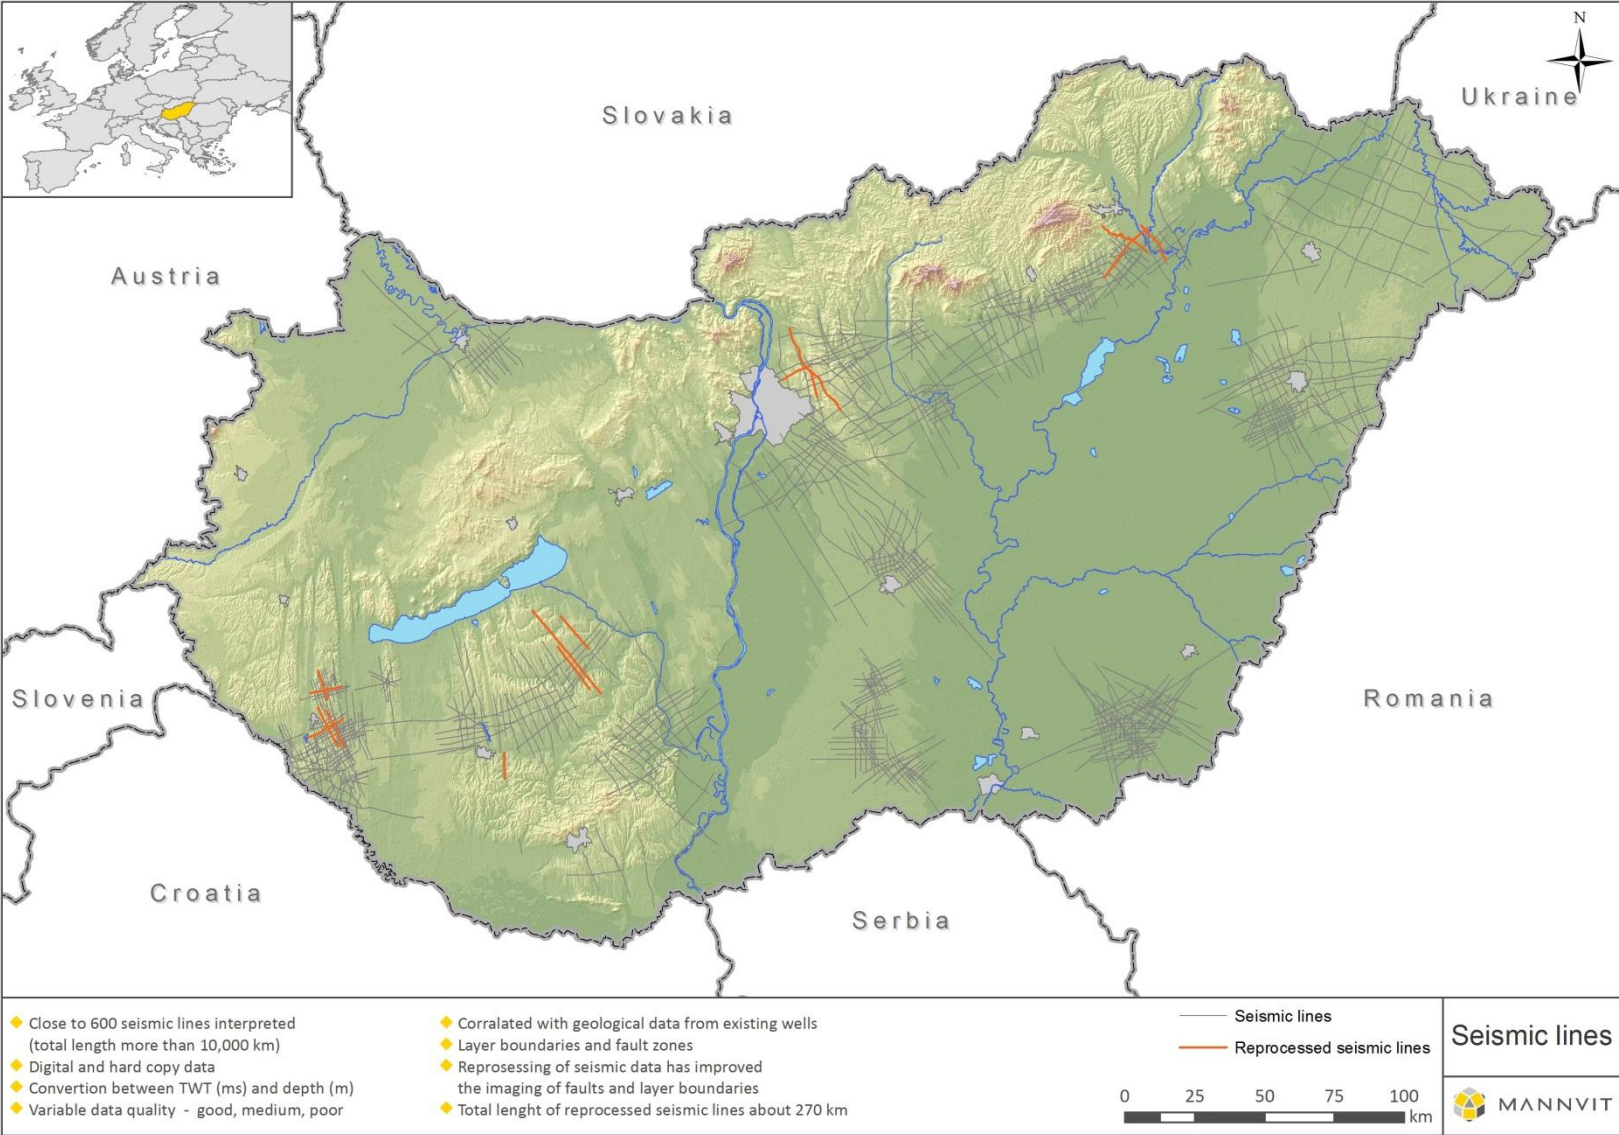 N
Slovakia
Ukraine
Austria
Slovenia
Romania
Croatia
Serbia
Close to 600 seismic lines interpreted
(total length more than 10,000 km)
Digital and hard copy data
Convertion between TWT (ms) and depth (m)
Variable data quality - good, medium, poor
Corralated with geological data from existing wells
Layer boundaries and fault zones
Reprosessing of seismic data has improved
the imaging of faults and layer boundaries
Total lenght of reprocessed seismic lines about 270 km
Seismic lines
Reprocessed seismic lines
0 25 50 75 100
km
Seismic lines
MANNVIT